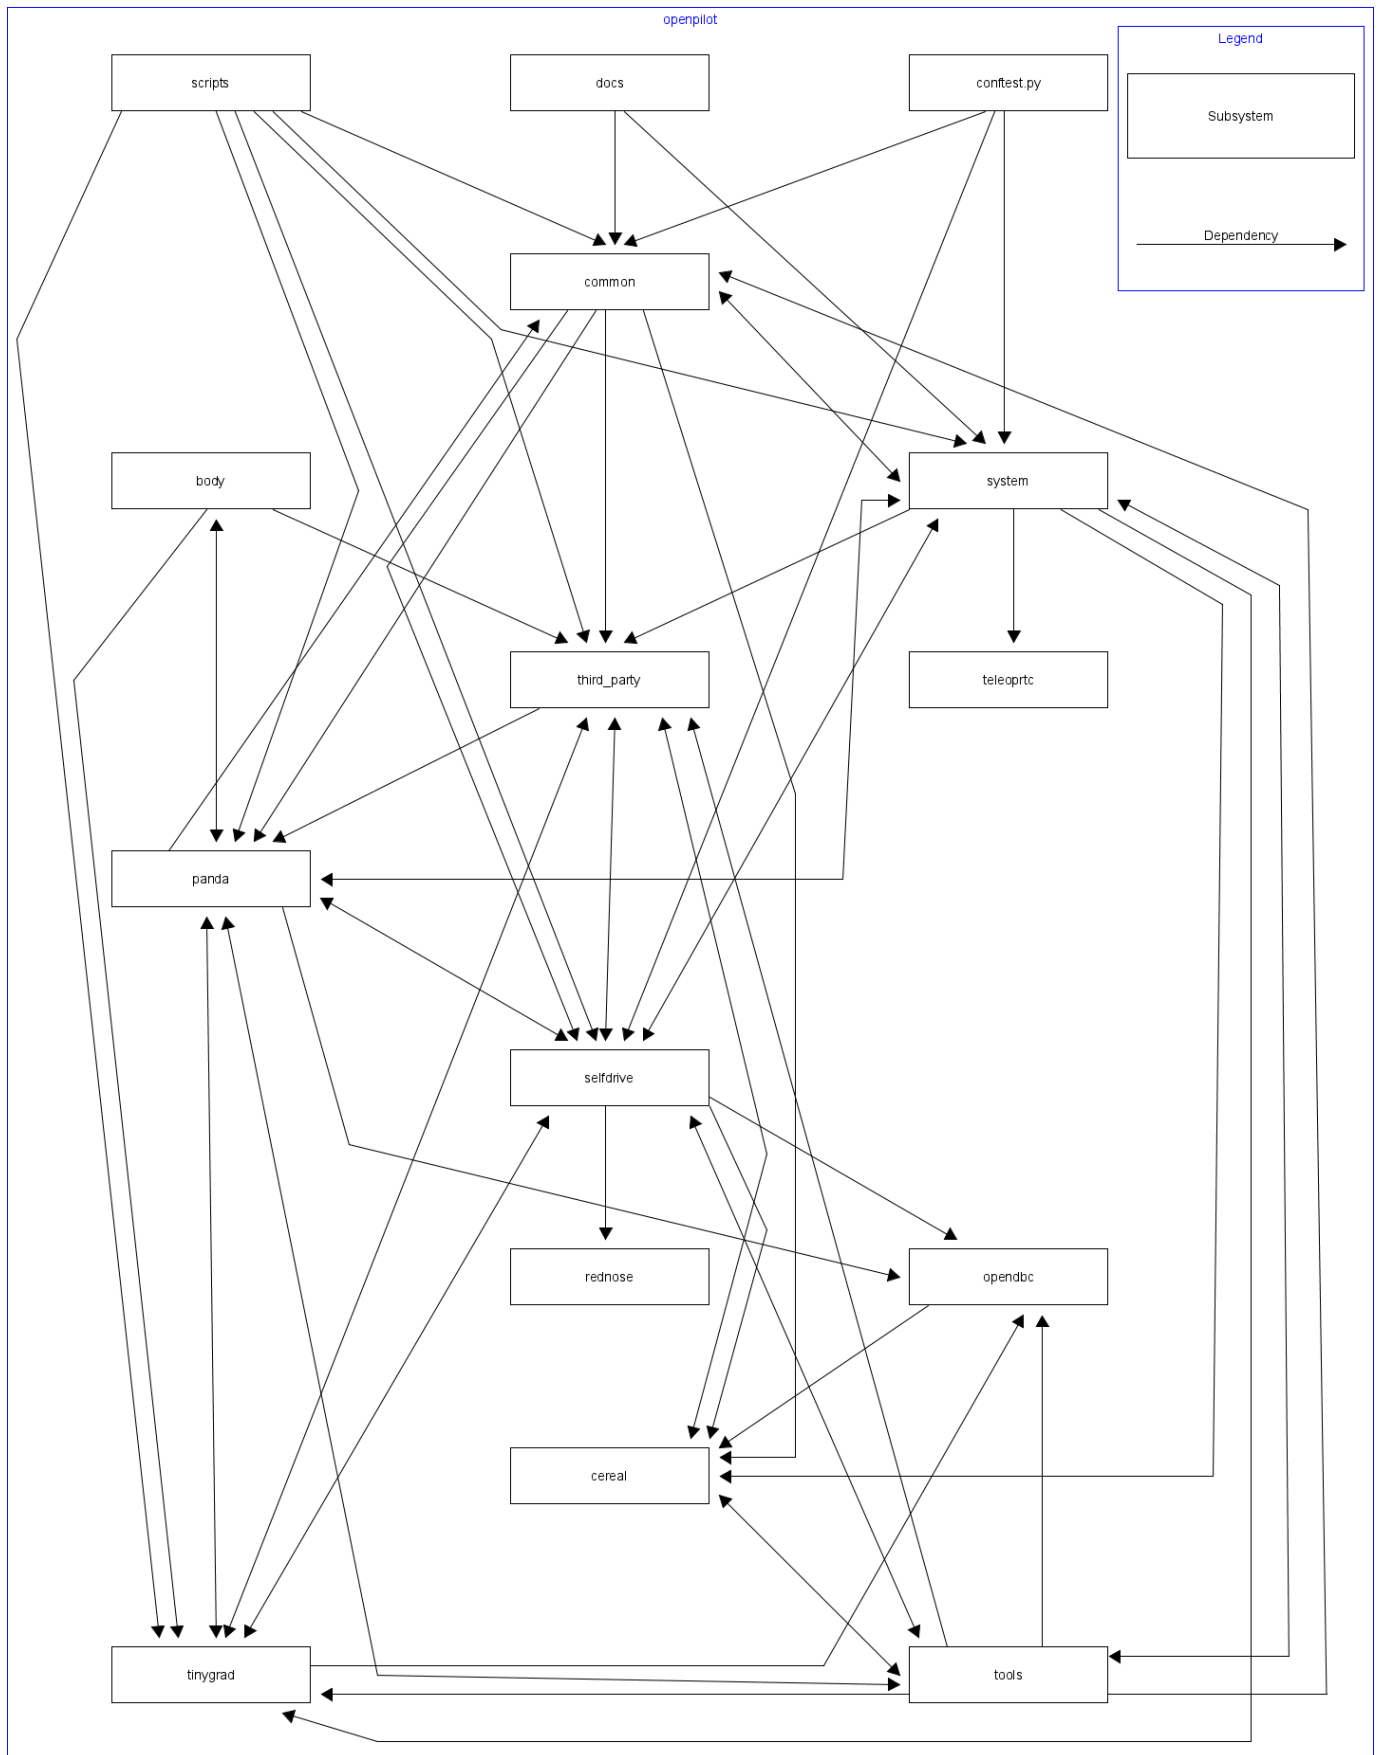 openpilot
Legend
scripts
docs
conftest.py
Subsystem
Dependency
common
body
system
third_party
teleoprtc
panda
selfdrive
rednose
opendbc
cereal
tinygrad
tools